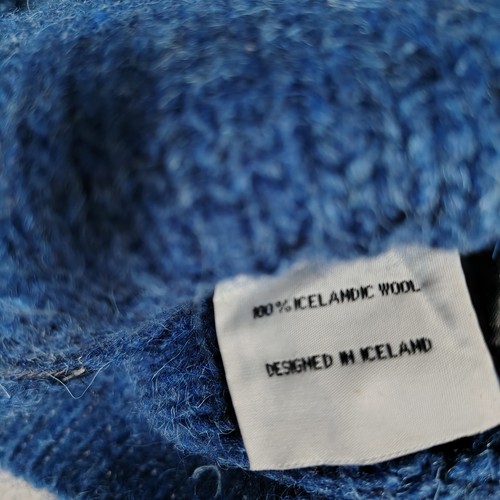 100% ICELANDIC WOOL
DESIGNED IN ICELAND